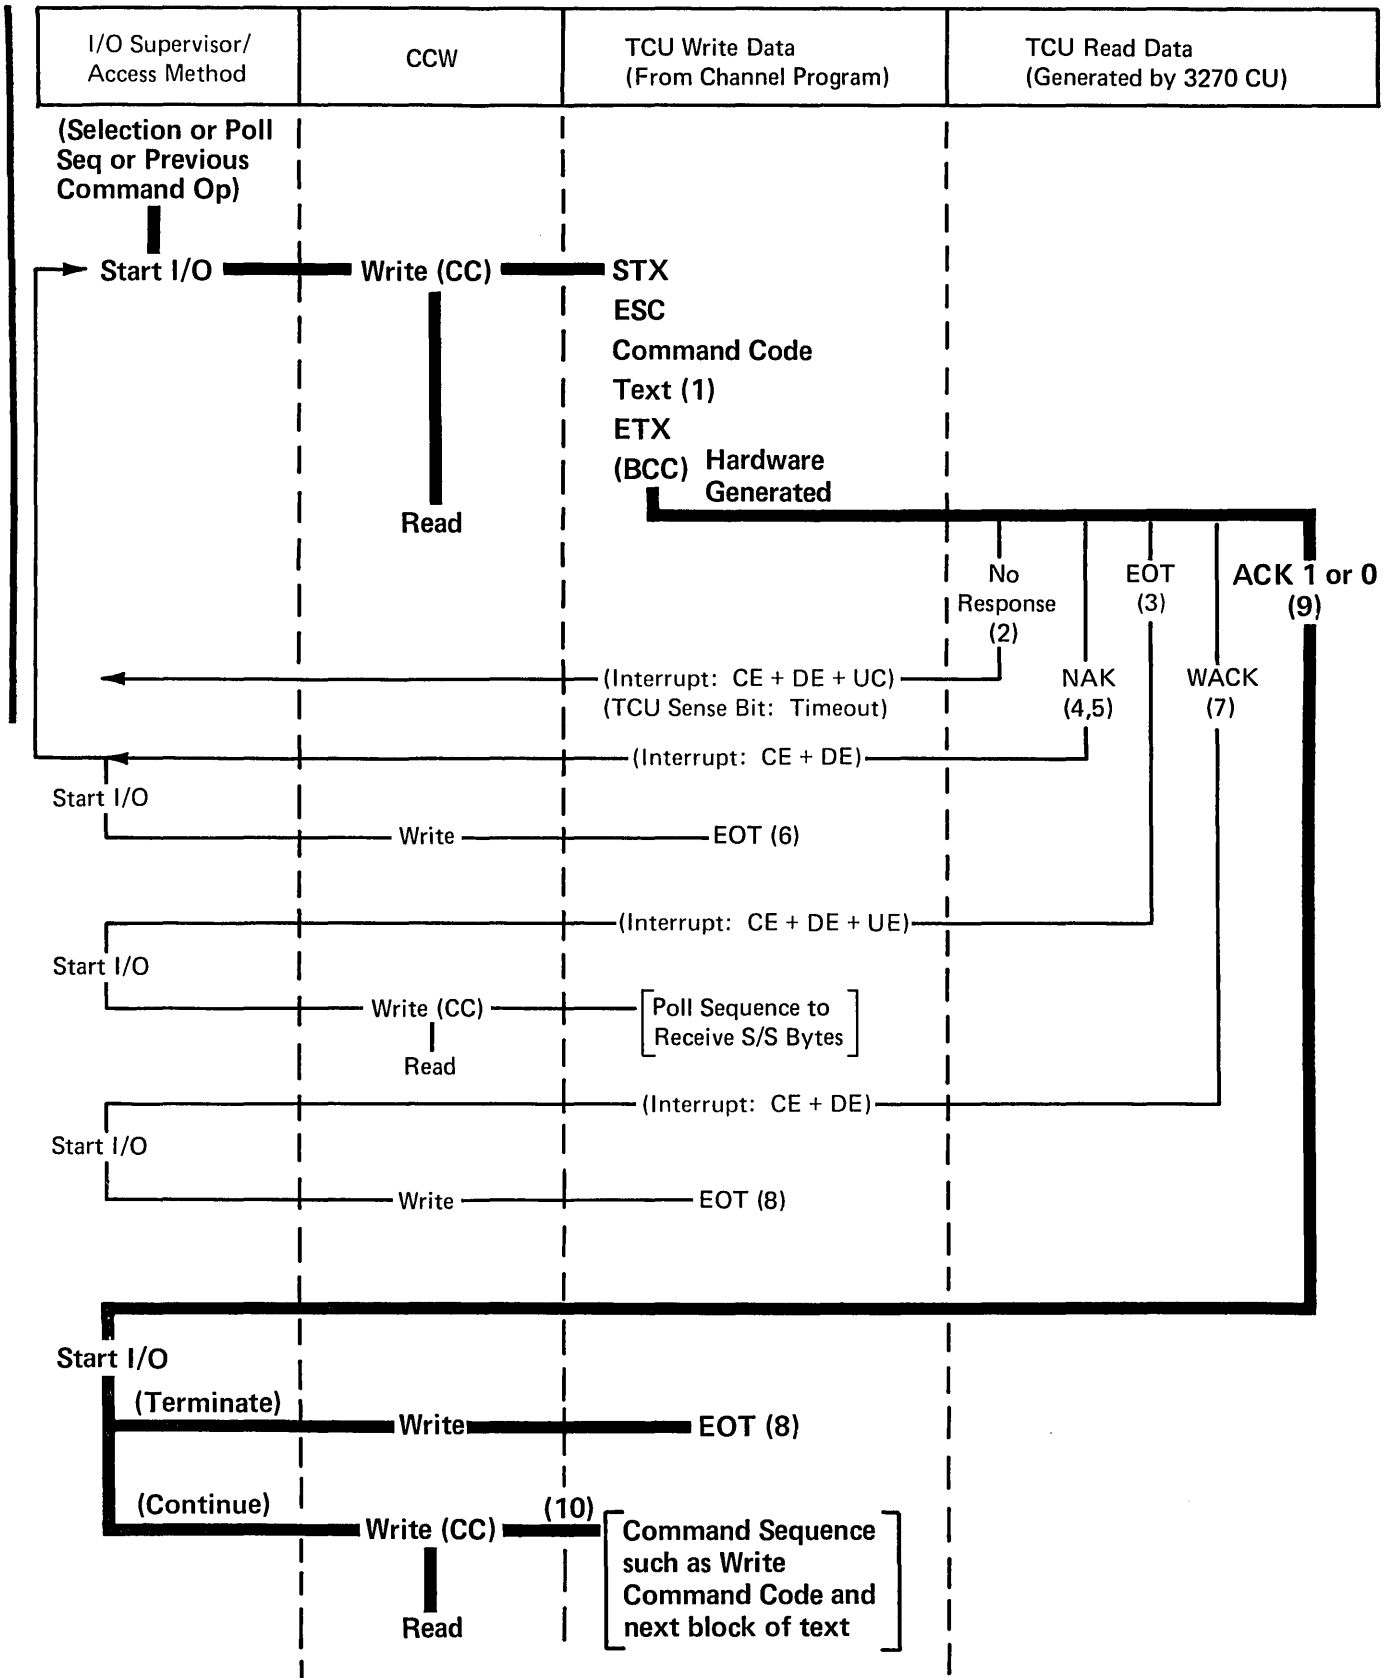 I/O Supervisor/
Access Method
CCW
TCU Write Data
(From Channel Program)
TCU Read Data
(Generated by 3270 CU)
(Selection or Poll
Seq or Previous
Command Op)
Start I/O
Write (CC)
STX
ESC
Command Code
Text (1)
ETX
(BCC)
Hardware
Generated
Read
No
Response
(2)
EOT
(3)
ACK 1 or 0
(9)
(Interrupt: CE + DE + UC)
(TCU Sense Bit: Timeout)
NAK
(4,5)
WACK
(7)
(Interrupt: CE + DE)
Start I/O
Write
EOT (6)
(Interrupt: CE + DE + UE)
Start I/O
Write (CC)
Poll Sequence to
Receive S/S Bytes
Read
(Interrupt: CE + DE)
Start I/O
Write
EOT (8)
Start I/O
(Terminate)
Write
EOT (8)
(Continue)
Write (CC)
(10)
Command Sequence
such as Write
Command Code and
next block of text
Read